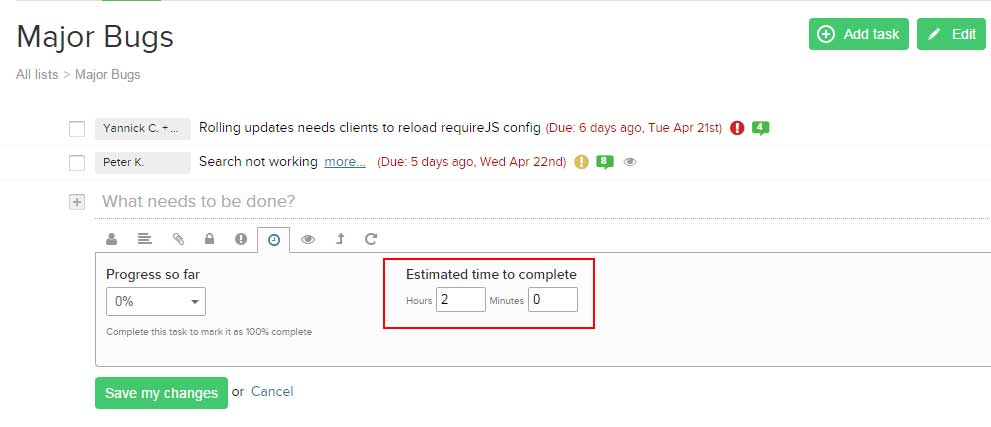 Major Bugs
Add task
Edit
All lists > Major Bugs
Yannick C. +... Rolling updates needs clients to reload requireJS config (Due: 6 days ago, Tue Apr 21st) 4
Peter K. Search not working more... (Due: 5 days ago, Wed Apr 22nd) 8
What needs to be done?
Progress so far
Estimated time to complete
0%
Hours 2 Minutes 0
Complete this task to mark it as 100% complete
Save my changes or Cancel